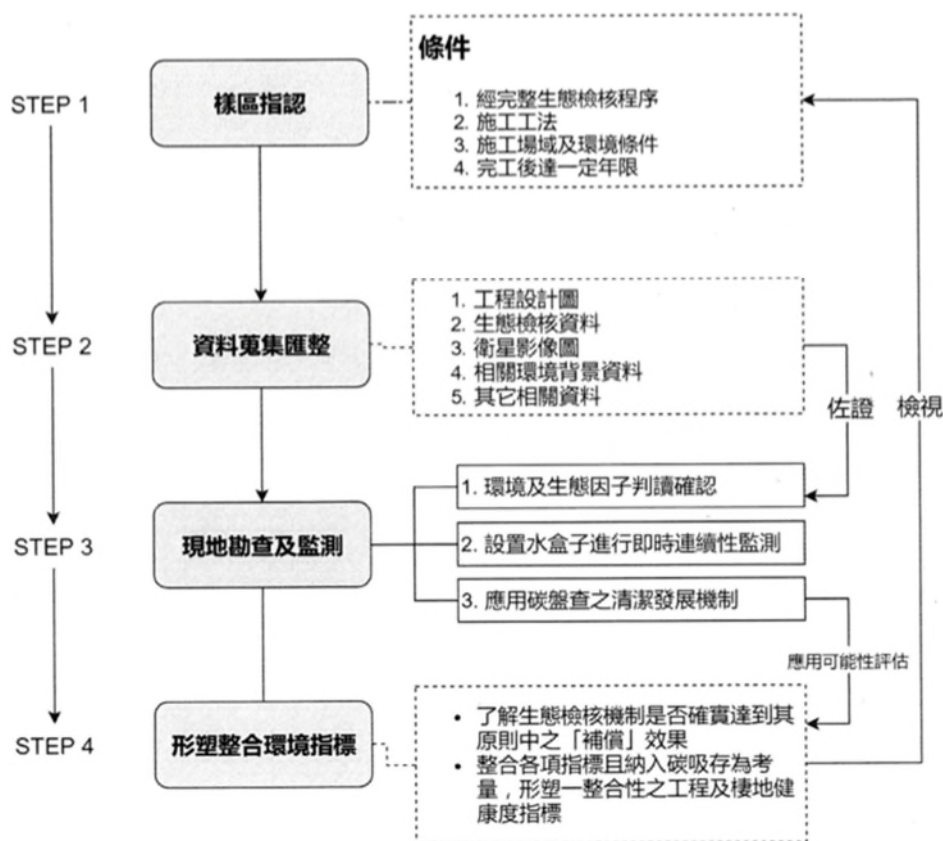 STEP 1
樣區指認
條件
1. 經完整生態檢核程序
2. 施工工法
3. 施工場域及環境條件
4. 完工後達一定年限
STEP 2
資料蒐集匯整
1. 工程設計圖
2. 生態檢核資料
3. 衛星影像圖
4. 相關環境背景資料
5. 其它相關資料
佐證
檢視
STEP 3
現地勘查及監測
1. 環境及生態因子判讀確認
2. 設置水盒子進行即時連續性監測
3. 應用碳盤查之清潔發展機制
應用可能性評估
STEP 4
形塑整合環境指標
• 了解生態檢核機制是否確實達到其
原則中之「補償」效果
• 整合各項指標且納入碳吸存為考
量,形塑一整合性之工程及棲地健
康度指標